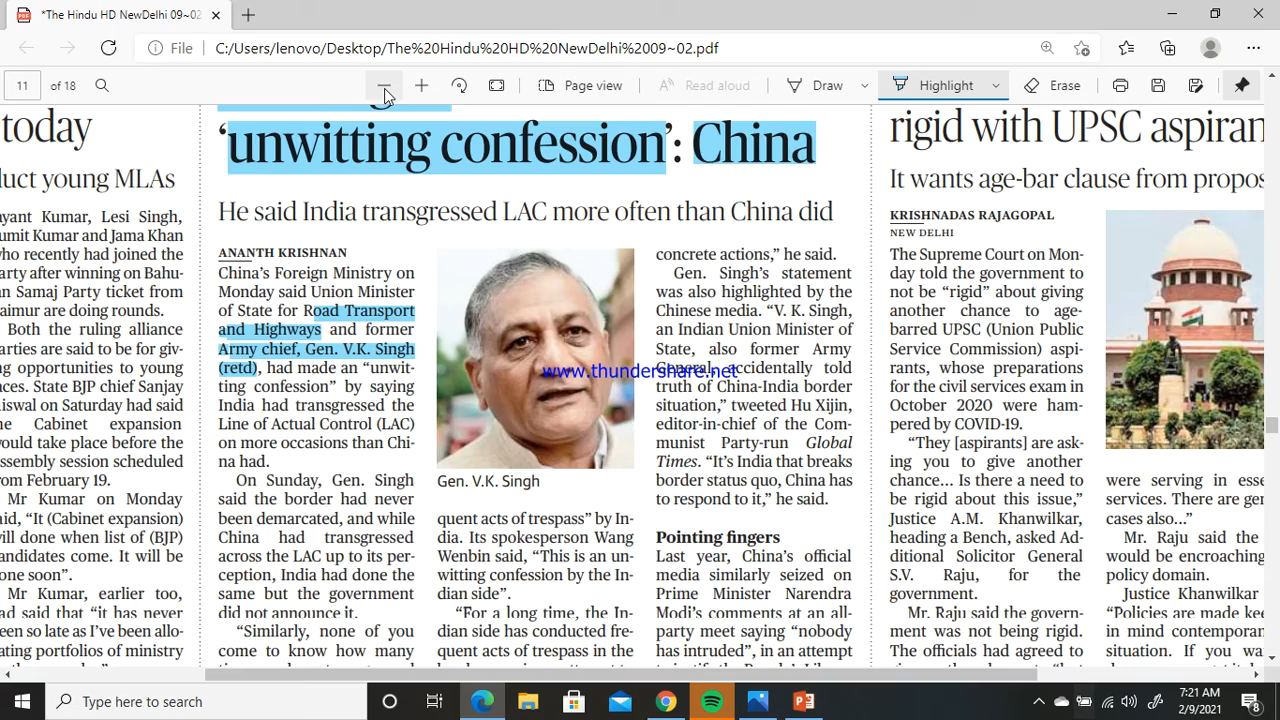 *The Hindu HD NewDelhi 09~02
File
C:/Users/lenovo/Desktop/The%20Hindu%20HD%20NewDelhi%2009~02.pdf
11 of 18
Page view
Read aloud
Draw
Highlight
Erase
today
duct young MLAs
ayant Kumar, Lesi Singh,
umit Kumar and Jama Khan
who recently had joined the
party after winning on Bahu-
an Samaj Party ticket from
aimur are doing rounds.
Both the ruling alliance
arties are said to be for giv-
ng opportunities to young
aces. State BJP chief Sanjay
iswal on Saturday had said
he Cabinet expansion
would take place before the
ssembly session scheduled
rom February 19.
Mr Kumar on Monday
aid, “It (Cabinet expansion)
will done when list of (BJP)
andidates come. It will be
one soon”.
Mr Kumar, earlier too,
ad said that “it has never
een so late as I’ve been allo-
ating portfolios of ministry
‘unwitting confession’: China
He said India transgressed LAC more often than China did
ANANTH KRISHNAN
China’s Foreign Ministry on
Monday said Union Minister
of State for Road Transport
and Highways and former
Army chief, Gen. V.K. Singh
(retd), had made an “unwit-
ting confession” by saying
India had transgressed the
Line of Actual Control (LAC)
on more occasions than Chi-
na had.
On Sunday, Gen. Singh
said the border had never
been demarcated, and while
China had transgressed
across the LAC up to its per-
ception, India had done the
same but the government
did not announce it.
“Similarly, none of you
come to know how many
Gen. V.K. Singh
quent acts of trespass” by In-
dia. Its spokesperson Wang
Wenbin said, “This is an un-
witting confession by the In-
dian side”.
“For a long time, the In-
dian side has conducted fre-
quent acts of trespass in the
concrete actions,” he said.
Gen. Singh’s statement
was also highlighted by the
Chinese media. “V. K. Singh,
an Indian Union Minister of
State, also former Army
General, accidentally told
truth of China-India border
situation,” tweeted Hu Xijin,
editor-in-chief of the Com-
munist Party-run Global
Times. “It’s India that breaks
border status quo, China has
to respond to it,” he said.
Pointing fingers
Last year, China’s official
media similarly seized on
Prime Minister Narendra
Modi’s comments at an all-
party meet saying “nobody
has intruded”, in an attempt
www.thundershare.net
rigid with UPSC aspiran
It wants age-bar clause from propos
KRISHNADAS RAJAGOPAL
NEW DELHI
The Supreme Court on Mon-
day told the government to
not be “rigid” about giving
another chance to age-
barred UPSC (Union Public
Service Commission) aspi-
rants, whose preparations
for the civil services exam in
October 2020 were ham-
pered by COVID-19.
“They [aspirants] are ask-
ing you to give another
chance... Is there a need to
be rigid about this issue,”
Justice A.M. Khanwilkar,
heading a Bench, asked Ad-
ditional Solicitor General
S.V. Raju, for the
government.
Mr. Raju said the govern-
ment was not being rigid.
The officials had agreed to
were serving in esse
services. There are gen
cases also...”
Mr. Raju said the
would be encroaching
policy domain.
Justice Khanwilkar
“Policies are made kee
in mind contemporan
situation. If you wa
Type here to search
7:21 AM
2/9/2021
8